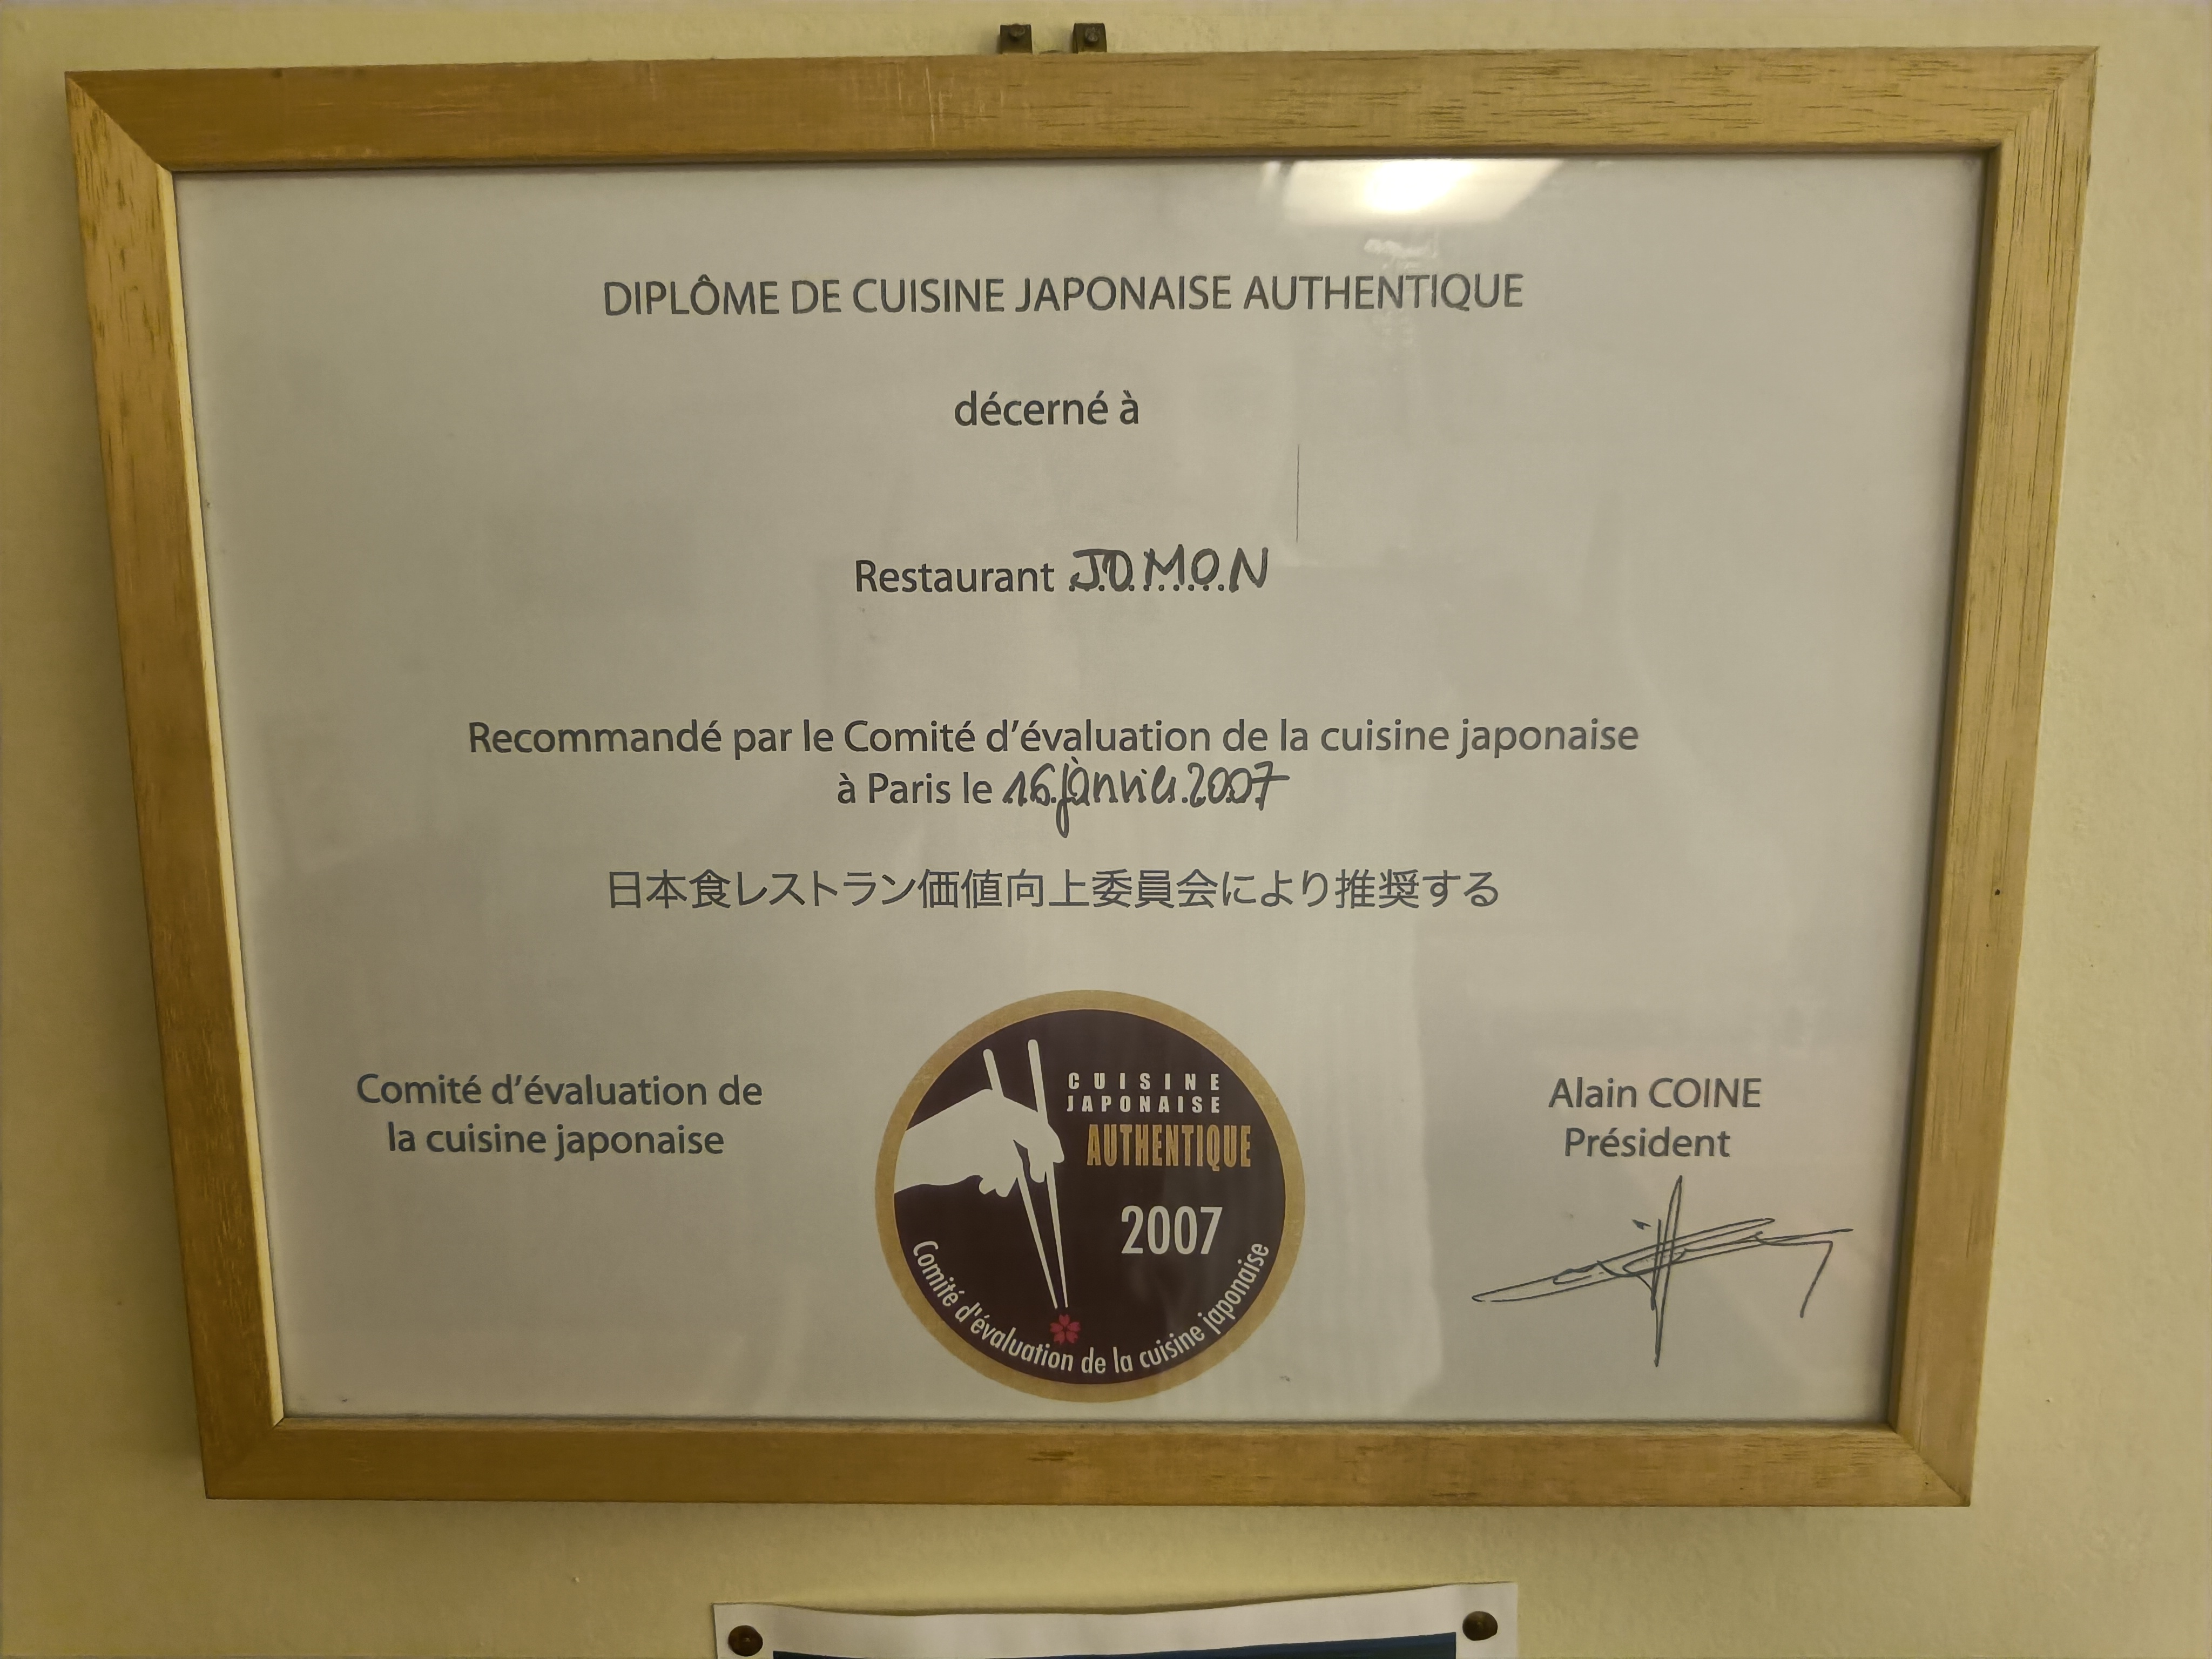 DIPLÔME DE CUISINE JAPONAISE AUTHENTIQUE
décerné à
Restaurant JOMON
Recommandé par le Comité d'évaluation de la cuisine japonaise
à Paris le 16 janvier 2007
日本食レストラン価値向上委員会により推奨する
Comité d'évaluation de
la cuisine japonaise
CUISINE
JAPONAISE
AUTHENTIQUE
2007
Comité d'évaluation de la cuisine japonaise
Alain COINE
Président